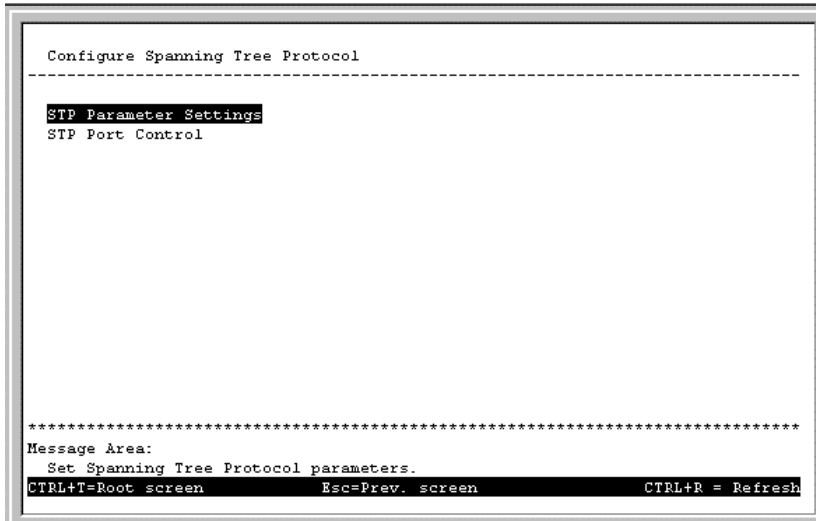 Configure Spanning Tree Protocol
--------------------------------------------------------------------------------
STP Parameter Settings
STP Port Control
********************************************************************************
Message Area:
Set Spanning Tree Protocol parameters.
CTRL+T=Root screen Esc=Prev. screen CTRL+R = Refresh